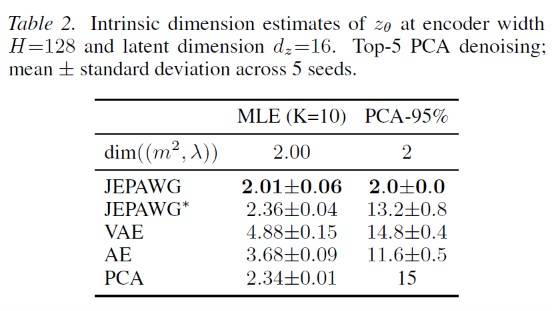 Table 2. Intrinsic dimension estimates of z_θ at encoder width
H=128 and latent dimension d_z=16. Top-5 PCA denoising;
mean ± standard deviation across 5 seeds.
MLE (K=10) PCA-95%
dim((m², λ)) 2.00 2
JEPAWG 2.01±0.06 2.0±0.0
JEPAWG* 2.36±0.04 13.2±0.8
VAE 4.88±0.15 14.8±0.4
AE 3.68±0.09 11.6±0.5
PCA 2.34±0.01 15